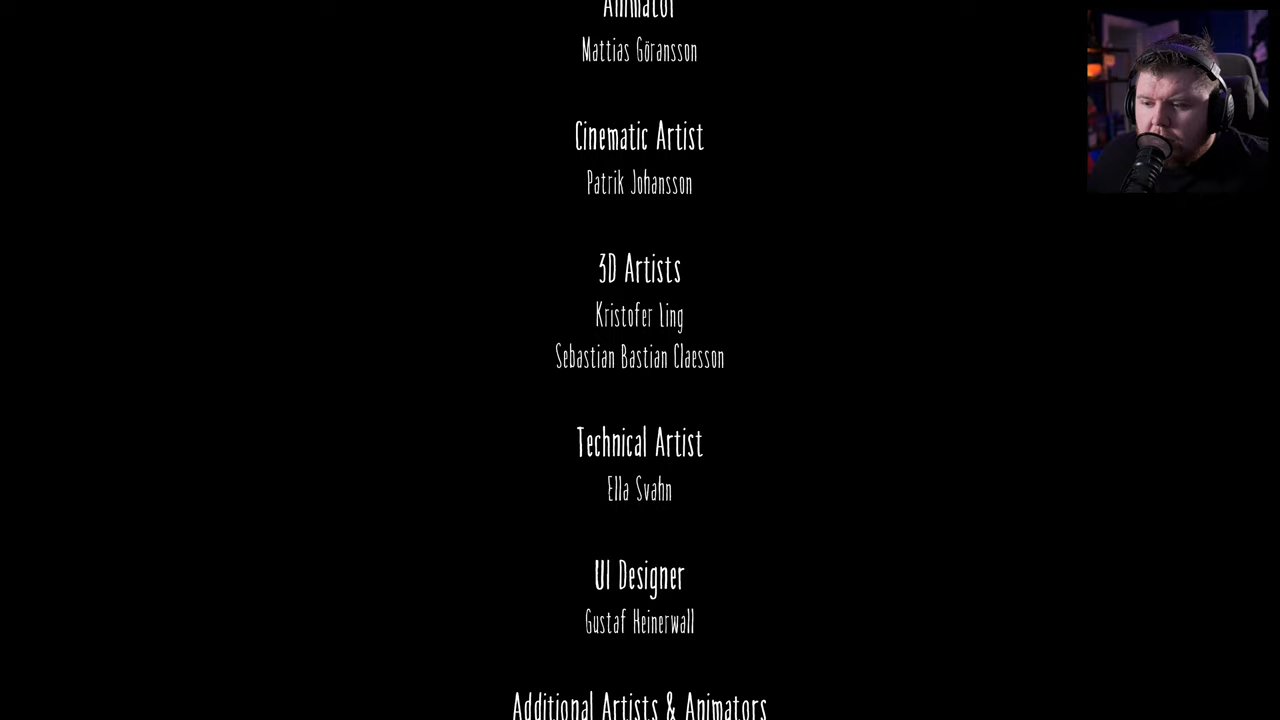 Animator
Mattias Göransson
Cinematic Artist
Patrik Johansson
3D Artists
Kristofer Ling
Sebastian Bastian Claesson
Technical Artist
Ella Svahn
UI Designer
Gustaf Heinerwall
Additional Artists & Animators